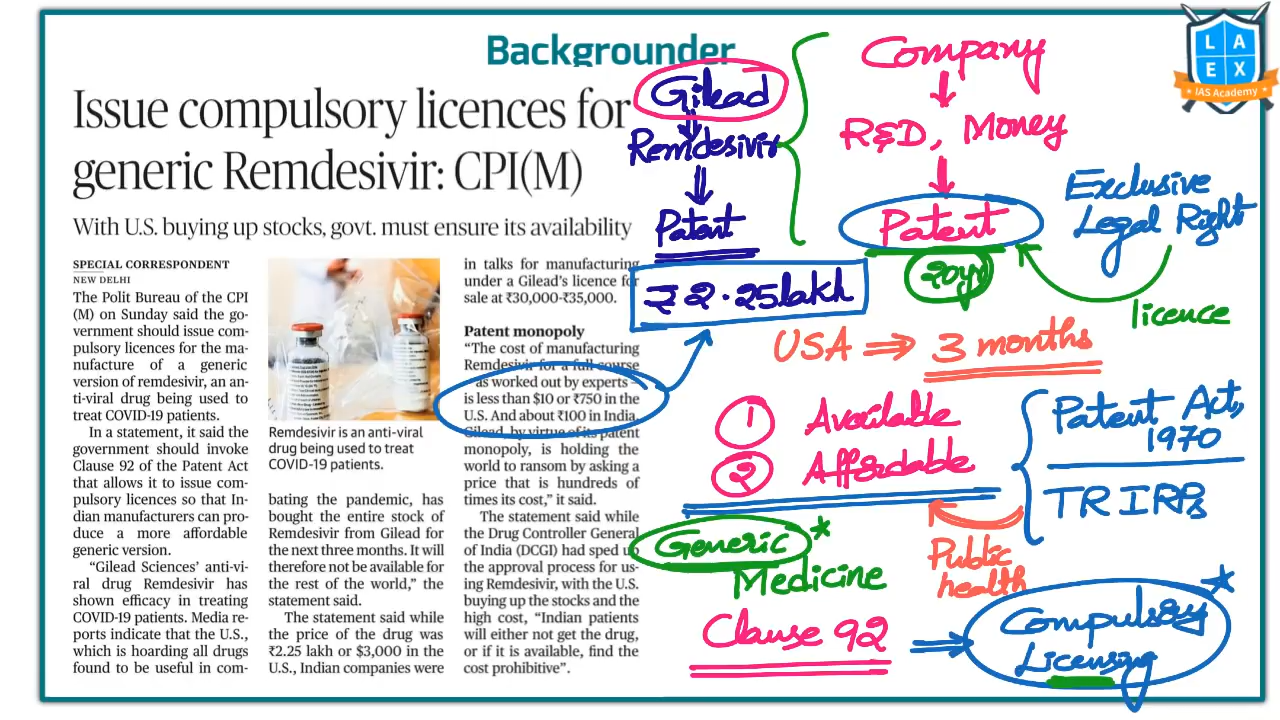 Backgrounder
Issue compulsory licences for
generic Remdesivir: CPI(M)
With U.S. buying up stocks, govt. must ensure its availability
SPECIAL CORRESPONDENT
NEW DELHI
The Polit Bureau of the CPI
(M) on Sunday said the go-
vernment should issue com-
pulsory licences for the ma-
nufacture of a generic
version of remdesivir, an an-
ti-viral drug being used to
treat COVID-19 patients.
In a statement, it said the
government should invoke
Clause 92 of the Patent Act
that allows it to issue com-
pulsory licences so that In-
dian manufacturers can pro-
duce a more affordable
generic version.
“Gilead Sciences’ anti-vi-
ral drug Remdesivir has
shown efficacy in treating
COVID-19 patients. Media re-
ports indicate that the U.S.,
which is hoarding all drugs
found to be useful in com-
Remdesivir is an anti-viral
drug being used to treat
COVID-19 patients.
bating the pandemic, has
bought the entire stock of
Remdesivir from Gilead for
the next three months. It will
therefore not be available for
the rest of the world,” the
statement said.
The statement said while
the price of the drug was
₹2.25 lakh or $3,000 in the
U.S., Indian companies were
in talks for manufacturing
under a Gilead’s licence for
sale at ₹30,000-₹35,000.
Patent monopoly
“The cost of manufacturing
Remdesivir for a full course
as worked out by experts –
is less than $10 or ₹750 in the
U.S. And about ₹100 in India.
Gilead, by virtue of its patent
monopoly, is holding the
world to ransom by asking a
price that is hundreds of
times its cost,” it said.
The statement said while
the Drug Controller General
of India (DCGI) had sped up
the approval process for us-
ing Remdesivir, with the U.S.
buying up the stocks and the
high cost, “Indian patients
will either not get the drug,
or if it is available, find the
cost prohibitive”.
Gilead
Remdesivir
Patent
₹2.25lakh
Company
R&D, Money
Patent
20yr
Exclusive
Legal Right
licence
USA ⇒ 3 months
1 Available
2 Affordable
Patent Act,
1970
TRIPS
Generic *
Medicine
Public
health
Clause 92 ⇒ Compulsory *
Licensing
L A
E X
IAS Academy